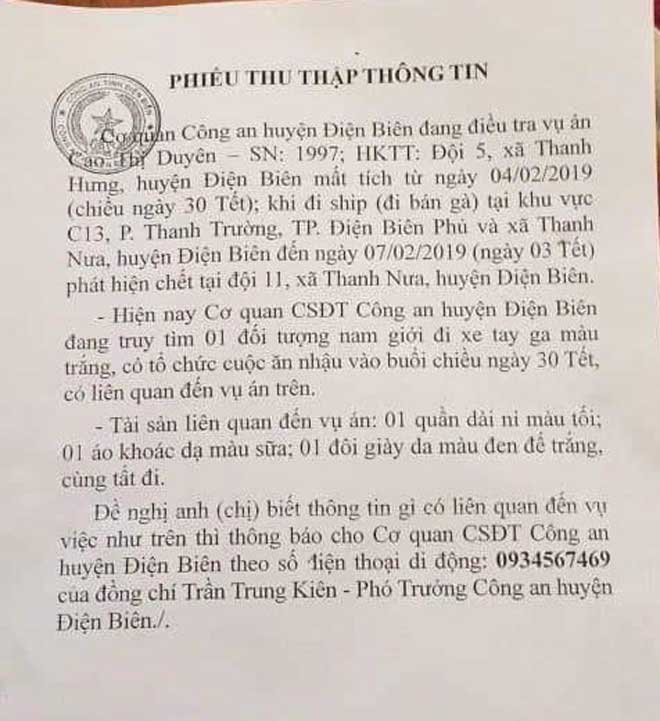 PHIẾU THU THẬP THÔNG TIN
CÔNG AN TỈNH ĐIỆN BIÊN
Cơ quan Công an huyện Điện Biên đang điều tra vụ án
Cao Thị Duyên – SN: 1997; HKTT: Đội 5, xã Thanh
Hưng, huyện Điện Biên mất tích từ ngày 04/02/2019
(chiều ngày 30 Tết); khi đi ship (đi bán gà) tại khu vực
C13, P. Thanh Trường, TP. Điện Biên Phủ và xã Thanh
Nưa, huyện Điện Biên đến ngày 07/02/2019 (ngày 03 Tết)
phát hiện chết tại đội 11, xã Thanh Nưa, huyện Điện Biên.
- Hiện nay Cơ quan CSĐT Công an huyện Điện Biên
đang truy tìm 01 đối tượng nam giới đi xe tay ga màu
trắng, có tổ chức cuộc ăn nhậu vào buổi chiều ngày 30 Tết,
có liên quan đến vụ án trên.
- Tài sản liên quan đến vụ án: 01 quần dài nỉ màu tối;
01 áo khoác dạ màu sữa; 01 đôi giày da màu đen đế trắng,
cùng tất đi.
Đề nghị anh (chị) biết thông tin gì có liên quan đến vụ
việc như trên thì thông báo cho Cơ quan CSĐT Công an
huyện Điện Biên theo số điện thoại di động: 0934567469
của đồng chí Trần Trung Kiên - Phó Trưởng Công an huyện
Điện Biên./.